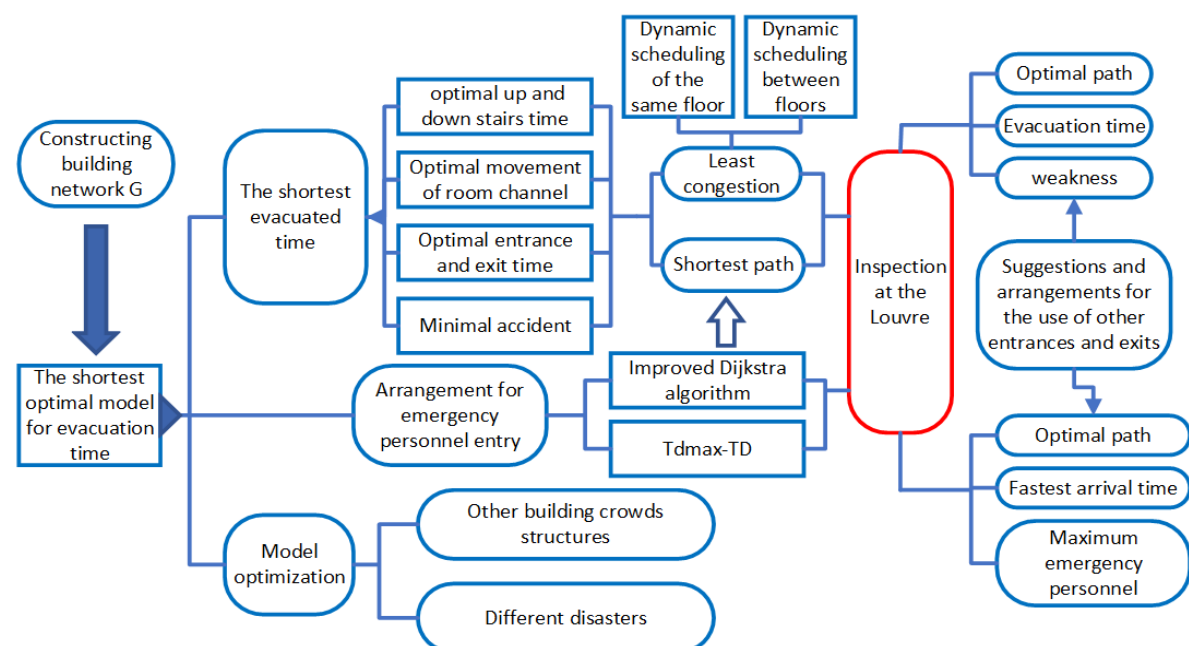 Constructing
building
network G
The shortest
optimal model
for evacuation
time
The shortest
evacuated
time
optimal up and
down stairs time
Optimal movement
of room channel
Optimal entrance
and exit time
Minimal accident
Arrangement for
emergency
personnel entry
Model
optimization
Other building crowds
structures
Different disasters
Dynamic
scheduling
of the
same floor
Dynamic
scheduling
between
floors
Least
congestion
Shortest path
Improved Dijkstra
algorithm
Tdmax-TD
Inspection
at the
Louvre
Optimal path
Evacuation time
weakness
Suggestions and
arrangements for
the use of other
entrances and exits
Optimal path
Fastest arrival time
Maximum
emergency
personnel